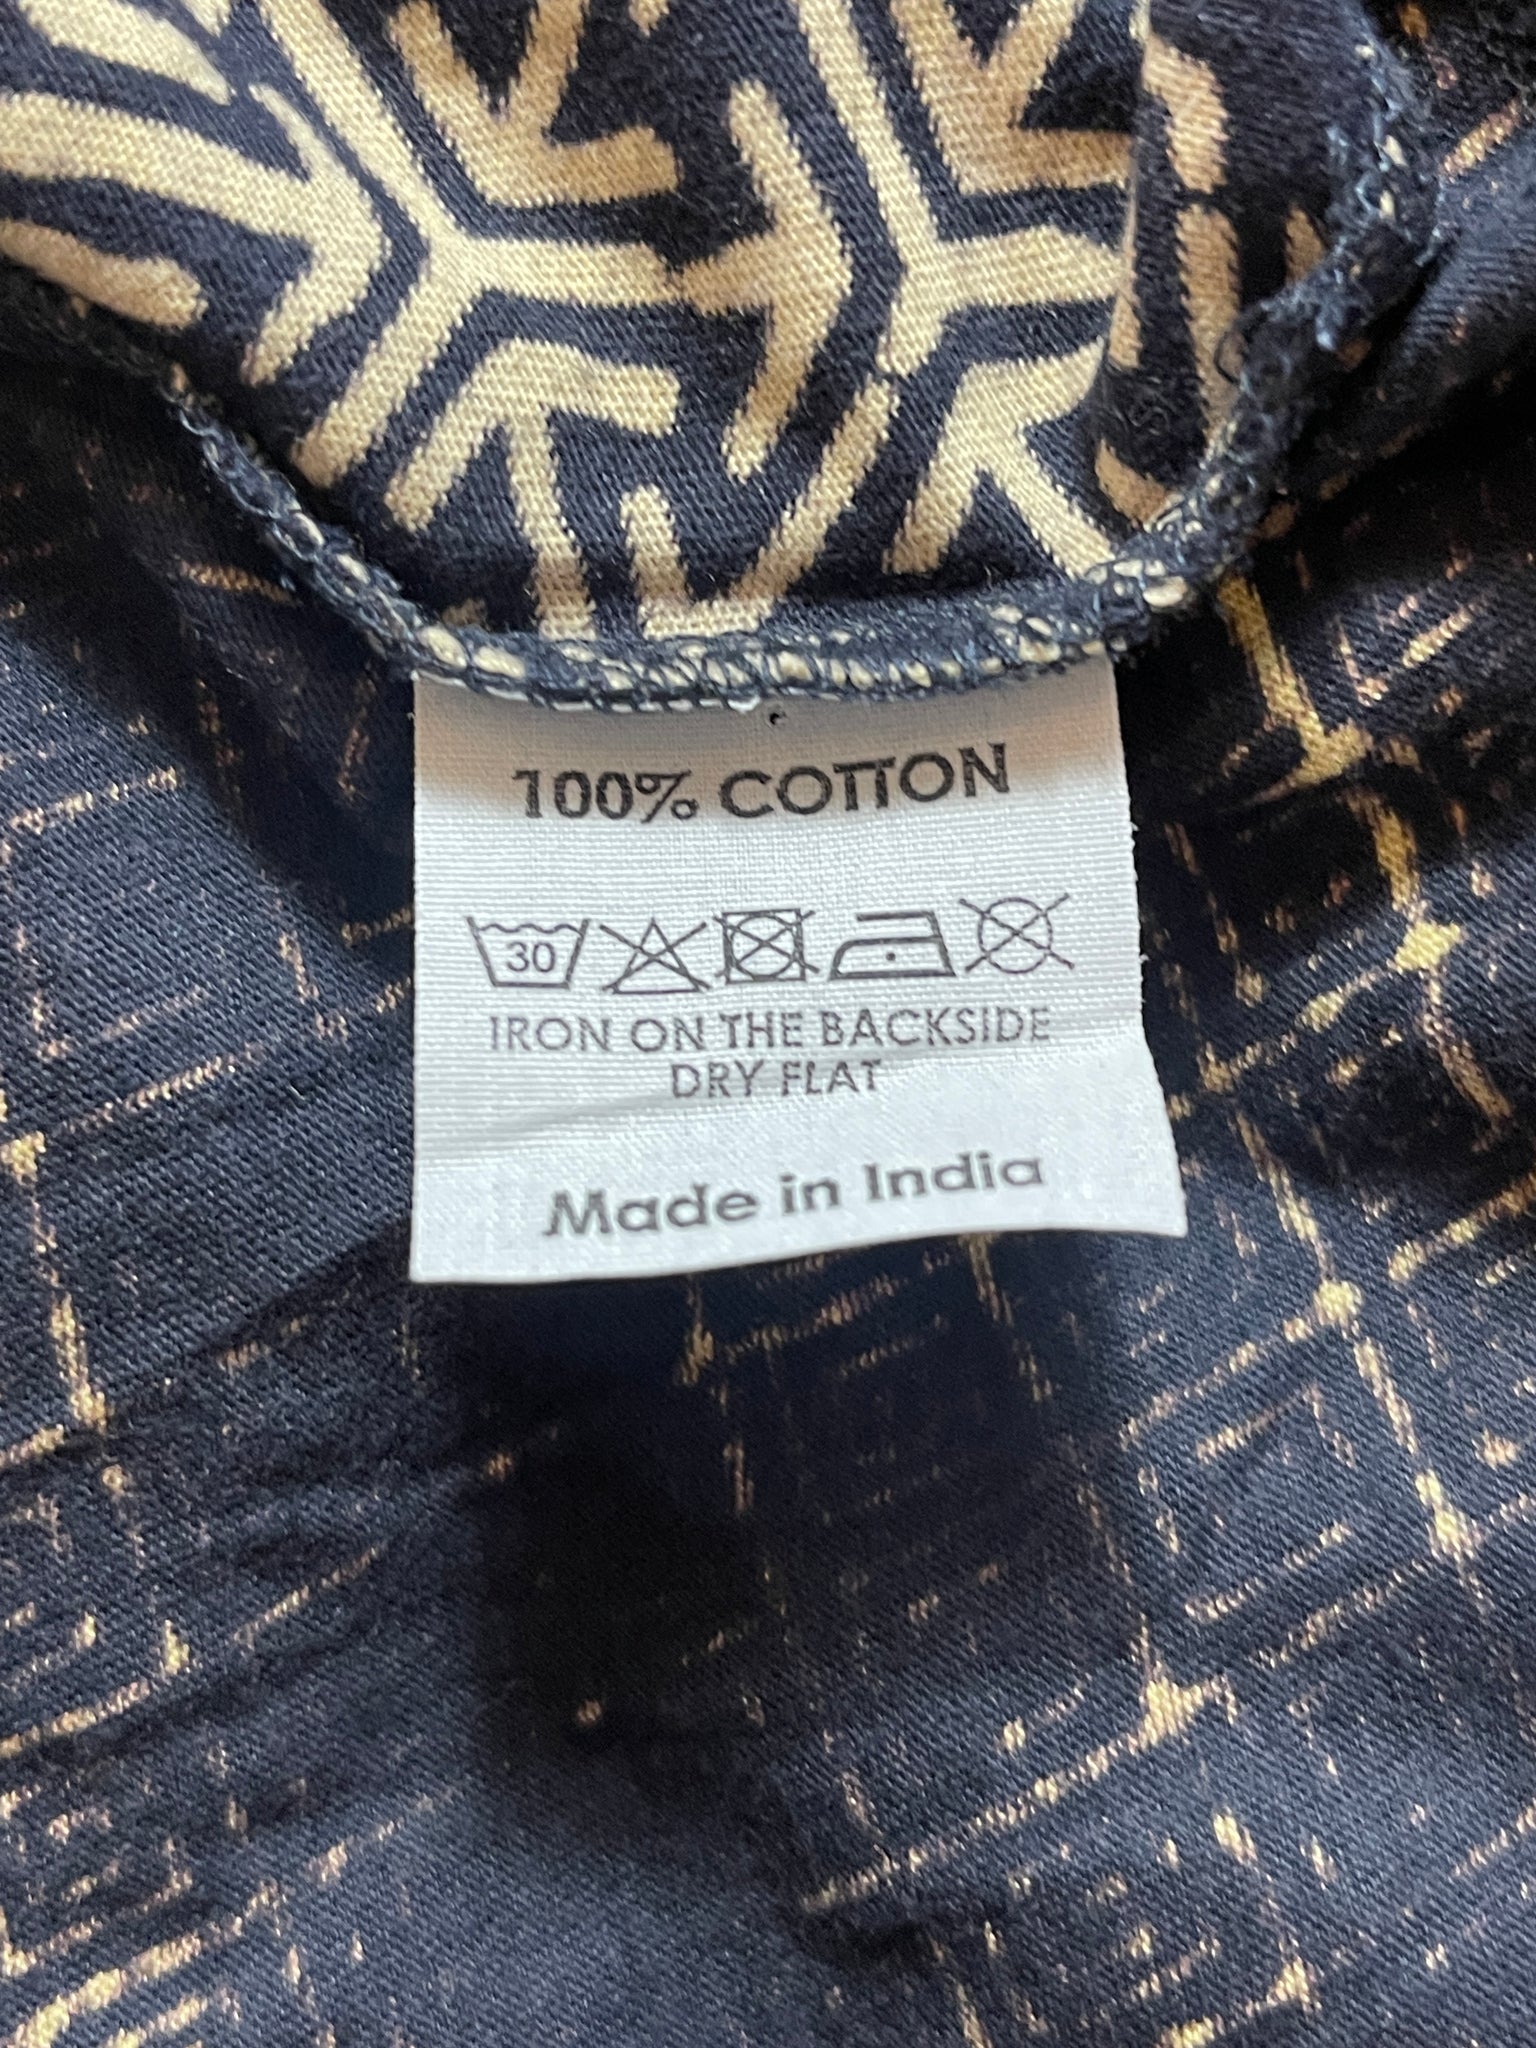 100% COTTON
30
IRON ON THE BACKSIDE
DRY FLAT
Made in India